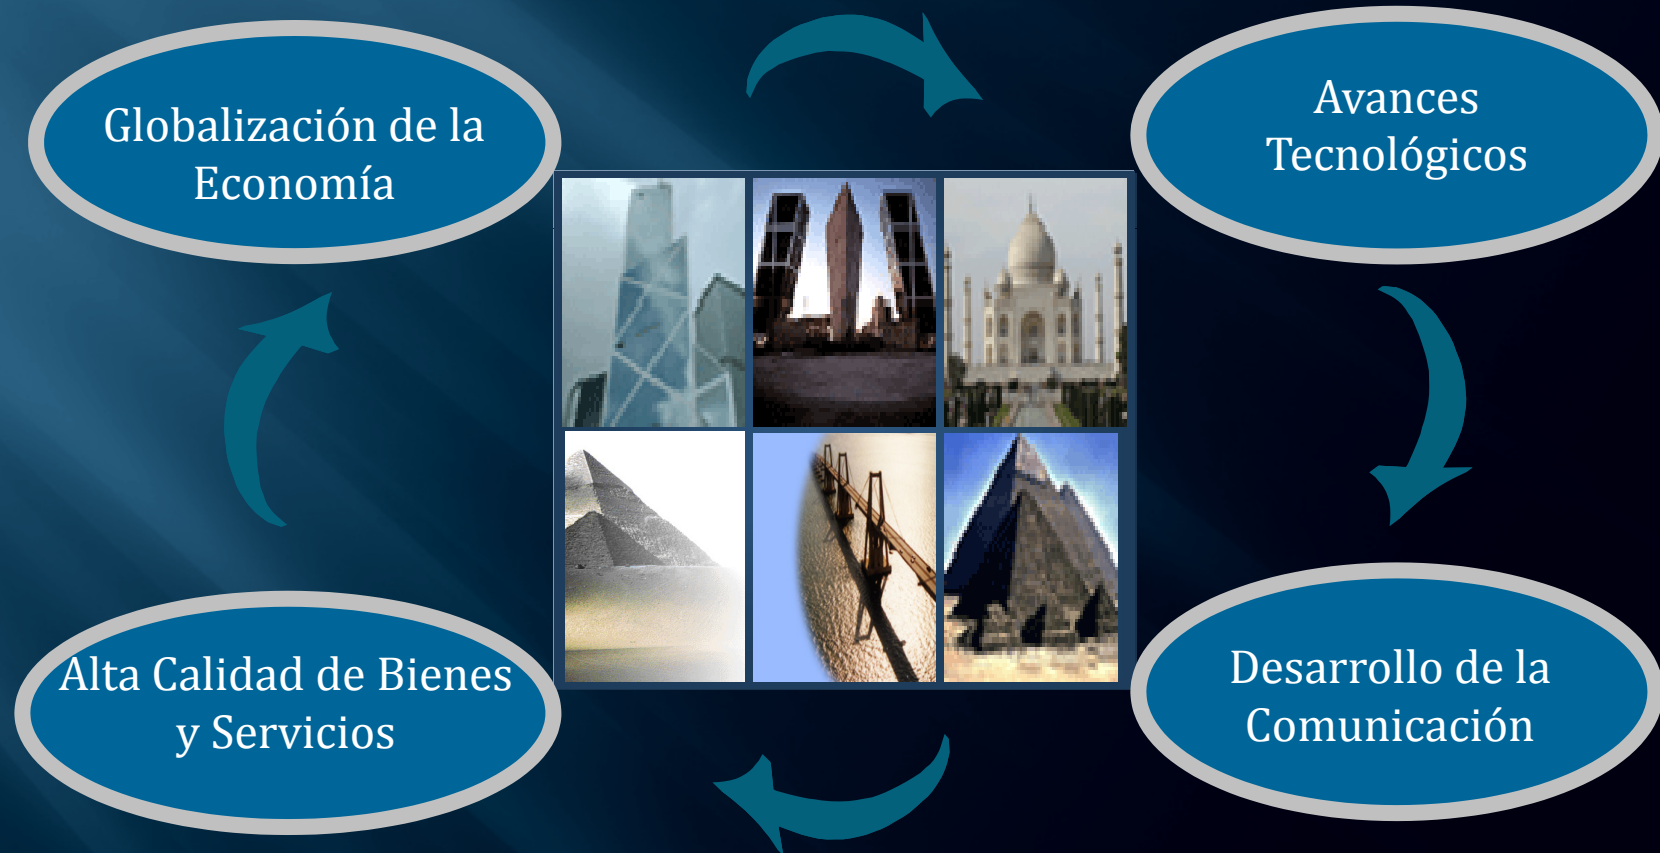 Globalización de la
Economía
Avances
Tecnológicos
Alta Calidad de Bienes
y Servicios
Desarrollo de la
Comunicación